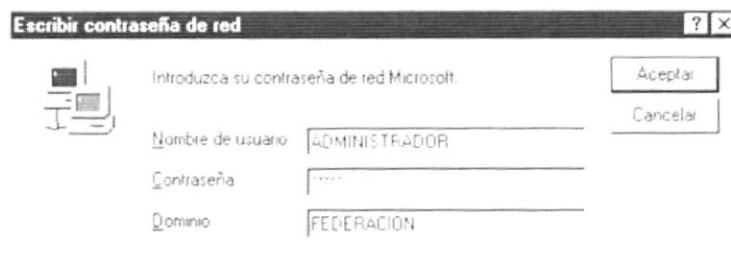 Escribir contraseña de red
Introduzca su contraseña de red Microsoft.
Aceptar
Cancelar
Nombre de usuario ADMINISTRADOR
Contraseña *****
Dominio FEDERACION